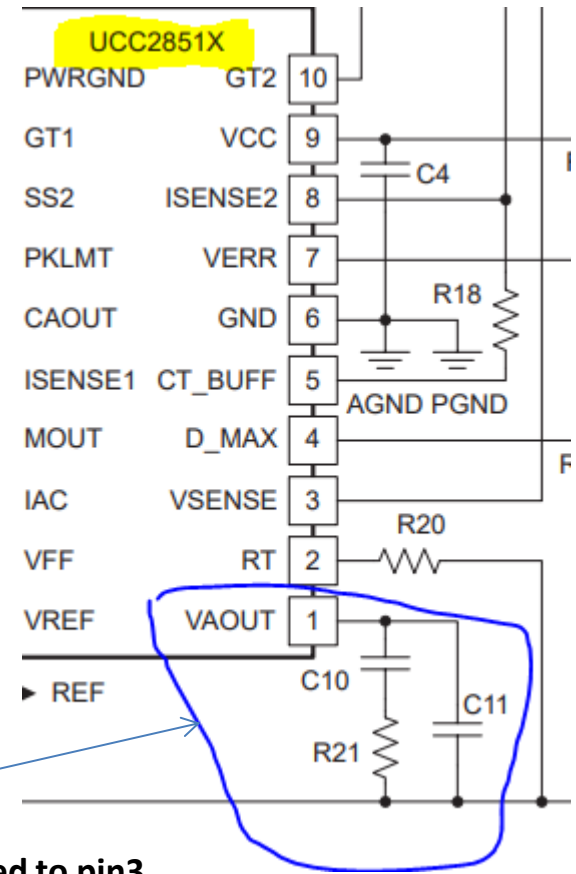 UCC2851X
PWRGND GT2 10
GT1 VCC 9
C4
SS2 ISENSE2 8
PKLMT VERR 7
R18
CAOUT GND 6
ISENSE1 CT_BUFF 5
AGND PGND
MOUT D_MAX 4
IAC VSENSE 3
R20
VFF RT 2
VREF VAOUT 1
REF
C10
C11
R21
to pin3